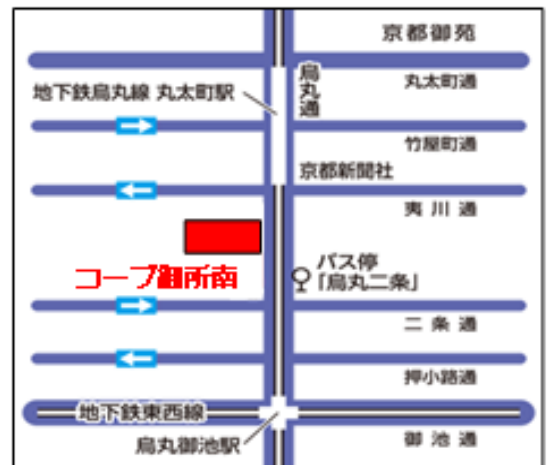 京都御苑
烏丸通
丸太町通
地下鉄烏丸線 丸太町駅
竹屋町通
京都新聞社
夷川通
コープ御所南
バス停
「烏丸二条」
二条通
押小路通
地下鉄東西線
御池通
烏丸御池駅